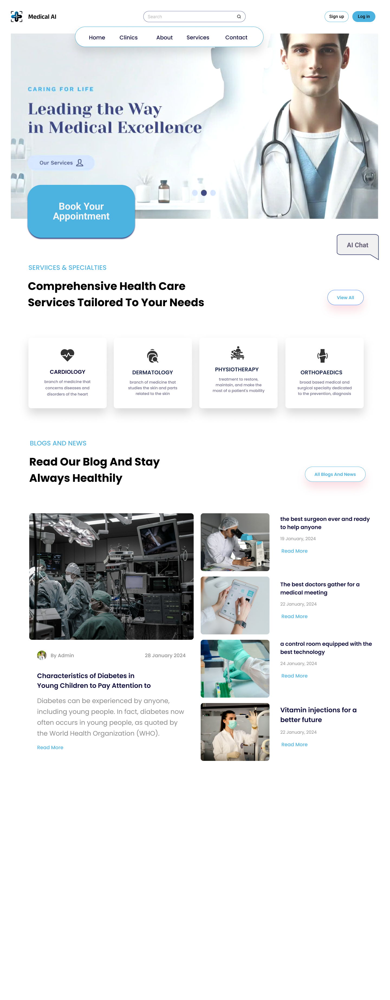 Medical AI
Search
Sign up
Log in
Home
Clinics
About
Services
Contact
CARING FOR LIFE
Leading the Way
in Medical Excellence
Our Services
Book Your
Appointment
AI Chat
SERVIICES & SPECIALTIES
Comprehensive Health Care
Services Tailored To Your Needs
View All
CARDIOLOGY
branch of medicine that
concerns diseases and
disorders of the heart
DERMATOLOGY
branch of medicine that
studies the skin and parts
related to the skin
PHYSIOTHERAPY
treatment to restore,
maintain, and make the
most of a patient's mobility
ORTHOPAEDICS
broad based medical and
surgical specialty dedicated
to the prevention, diagnosis
BLOGS AND NEWS
Read Our Blog And Stay
Always Healthily
All Blogs And News
By Admin
28 January 2024
Characteristics of Diabetes in
Young Children to Pay Attention to
Diabetes can be experienced by anyone,
including young people. In fact, diabetes now
often occurs in young people, as quoted by
the World Health Organization (WHO).
Read More
the best surgeon ever and ready
to help anyone
19 January, 2024
Read More
The best doctors gather for a
medical meeting
22 January, 2024
Read More
a control room equipped with the
best technology
24 January, 2024
Read More
Vitamin injections for a
better future
22 January, 2024
Read More